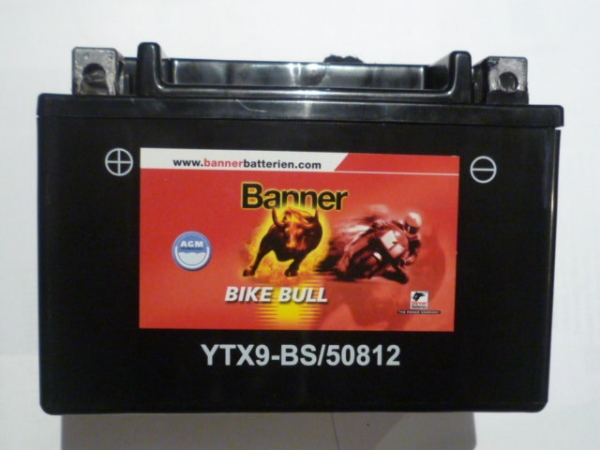 www.bannerbatterien.com
Banner
AGM
BIKE BULL
YTX9-BS/50812